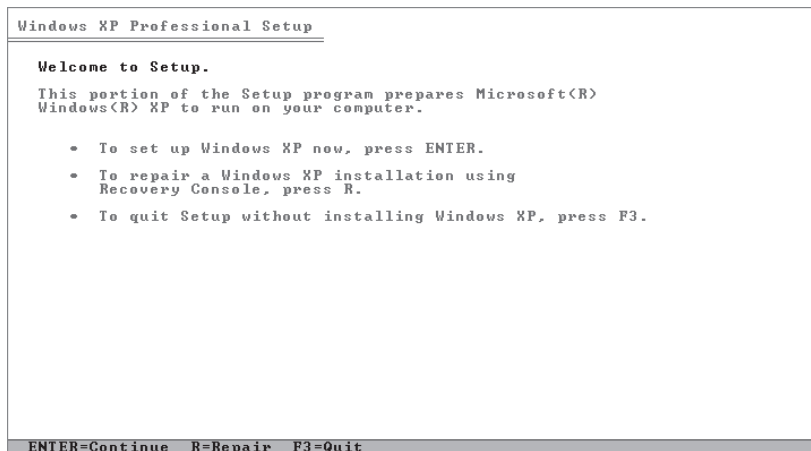 Windows XP Professional Setup
Welcome to Setup.
This portion of the Setup program prepares Microsoft(R)
Windows(R) XP to run on your computer.
• To set up Windows XP now, press ENTER.
• To repair a Windows XP installation using
Recovery Console, press R.
• To quit Setup without installing Windows XP, press F3.
ENTER=Continue R=Repair F3=Quit